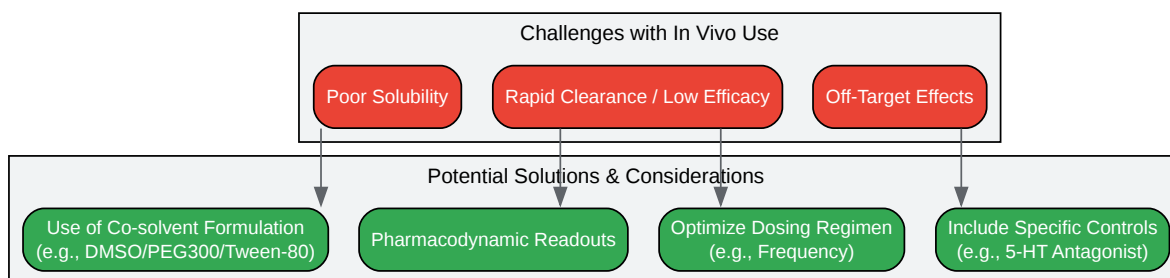 Challenges with In Vivo Use
Poor Solubility
Rapid Clearance / Low Efficacy
Off-Target Effects
Potential Solutions & Considerations
Use of Co-solvent Formulation
(e.g., DMSO/PEG300/Tween-80)
Pharmacodynamic Readouts
Optimize Dosing Regimen
(e.g., Frequency)
Include Specific Controls
(e.g., 5-HT Antagonist)